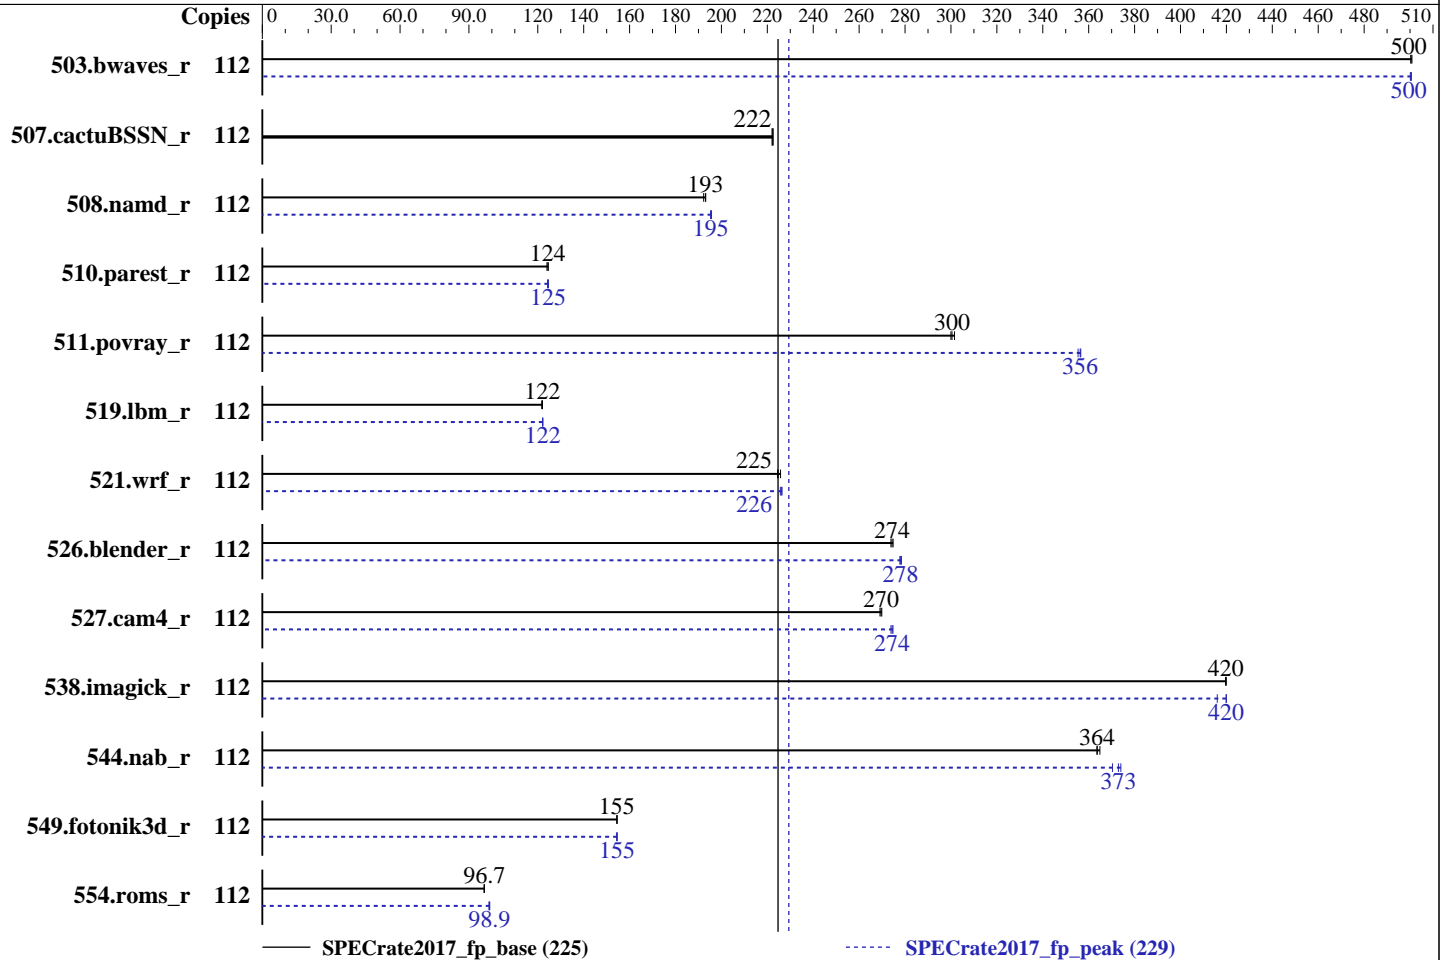 Copies 0 30.0 60.0 90.0 120 140 160 180 200 220 240 260 280 300 320 340 360 380 400 420 440 460 480 510
500
503.bwaves_r 112
500
222
507.cactuBSSN_r 112
193
508.namd_r 112
195
124
510.parest_r 112
125
300
511.povray_r 112
356
122
519.lbm_r 112
122
225
521.wrf_r 112
226
274
526.blender_r 112
278
270
527.cam4_r 112
274
420
538.imagick_r 112
420
364
544.nab_r 112
373
155
549.fotonik3d_r 112
155
96.7
554.roms_r 112
98.9
SPECrate2017_fp_base (225) SPECrate2017_fp_peak (229)